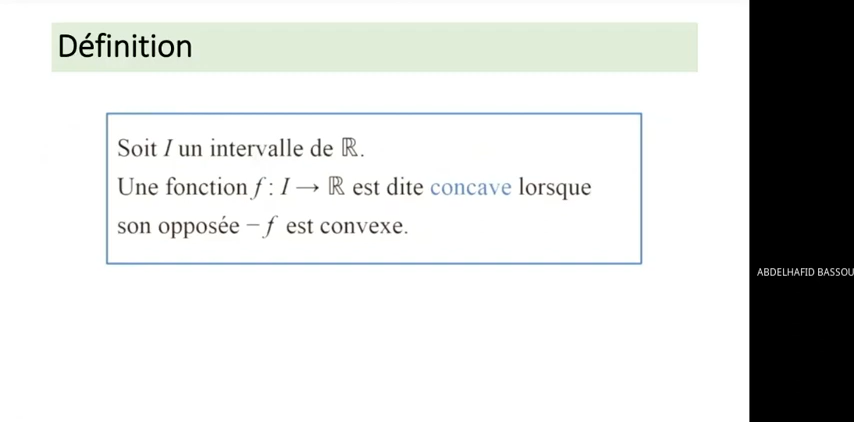 Définition
Soit I un intervalle de ℝ.
Une fonction f : I → ℝ est dite concave lorsque
son opposée − f est convexe.
ABDELHAFID BASSOU